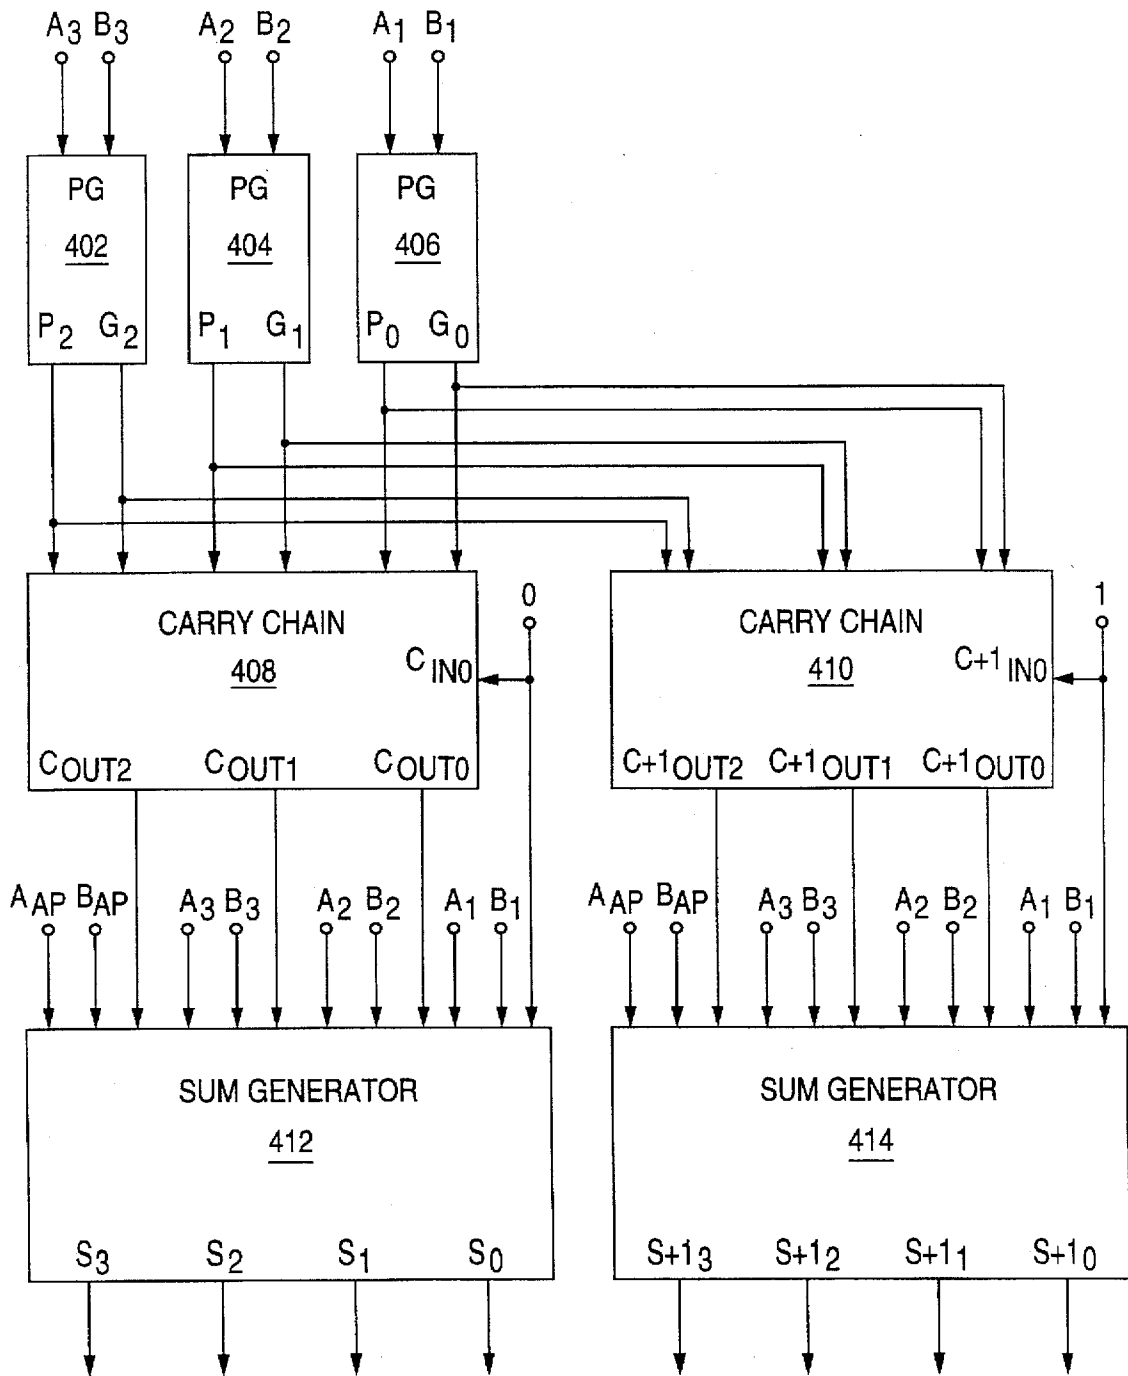 A3 B3 A2 B2 A1 B1
PG PG PG
402 404 406
P2 G2 P1 G1 P0 G0
0 1
CARRY CHAIN CARRY CHAIN
408 CIN0 410 C+1IN0
COUT2 COUT1 COUT0 C+1OUT2 C+1OUT1 C+1OUT0
AAP BAP A3 B3 A2 B2 A1 B1 AAP BAP A3 B3 A2 B2 A1 B1
SUM GENERATOR SUM GENERATOR
412 414
S3 S2 S1 S0 S+13 S+12 S+11 S+10